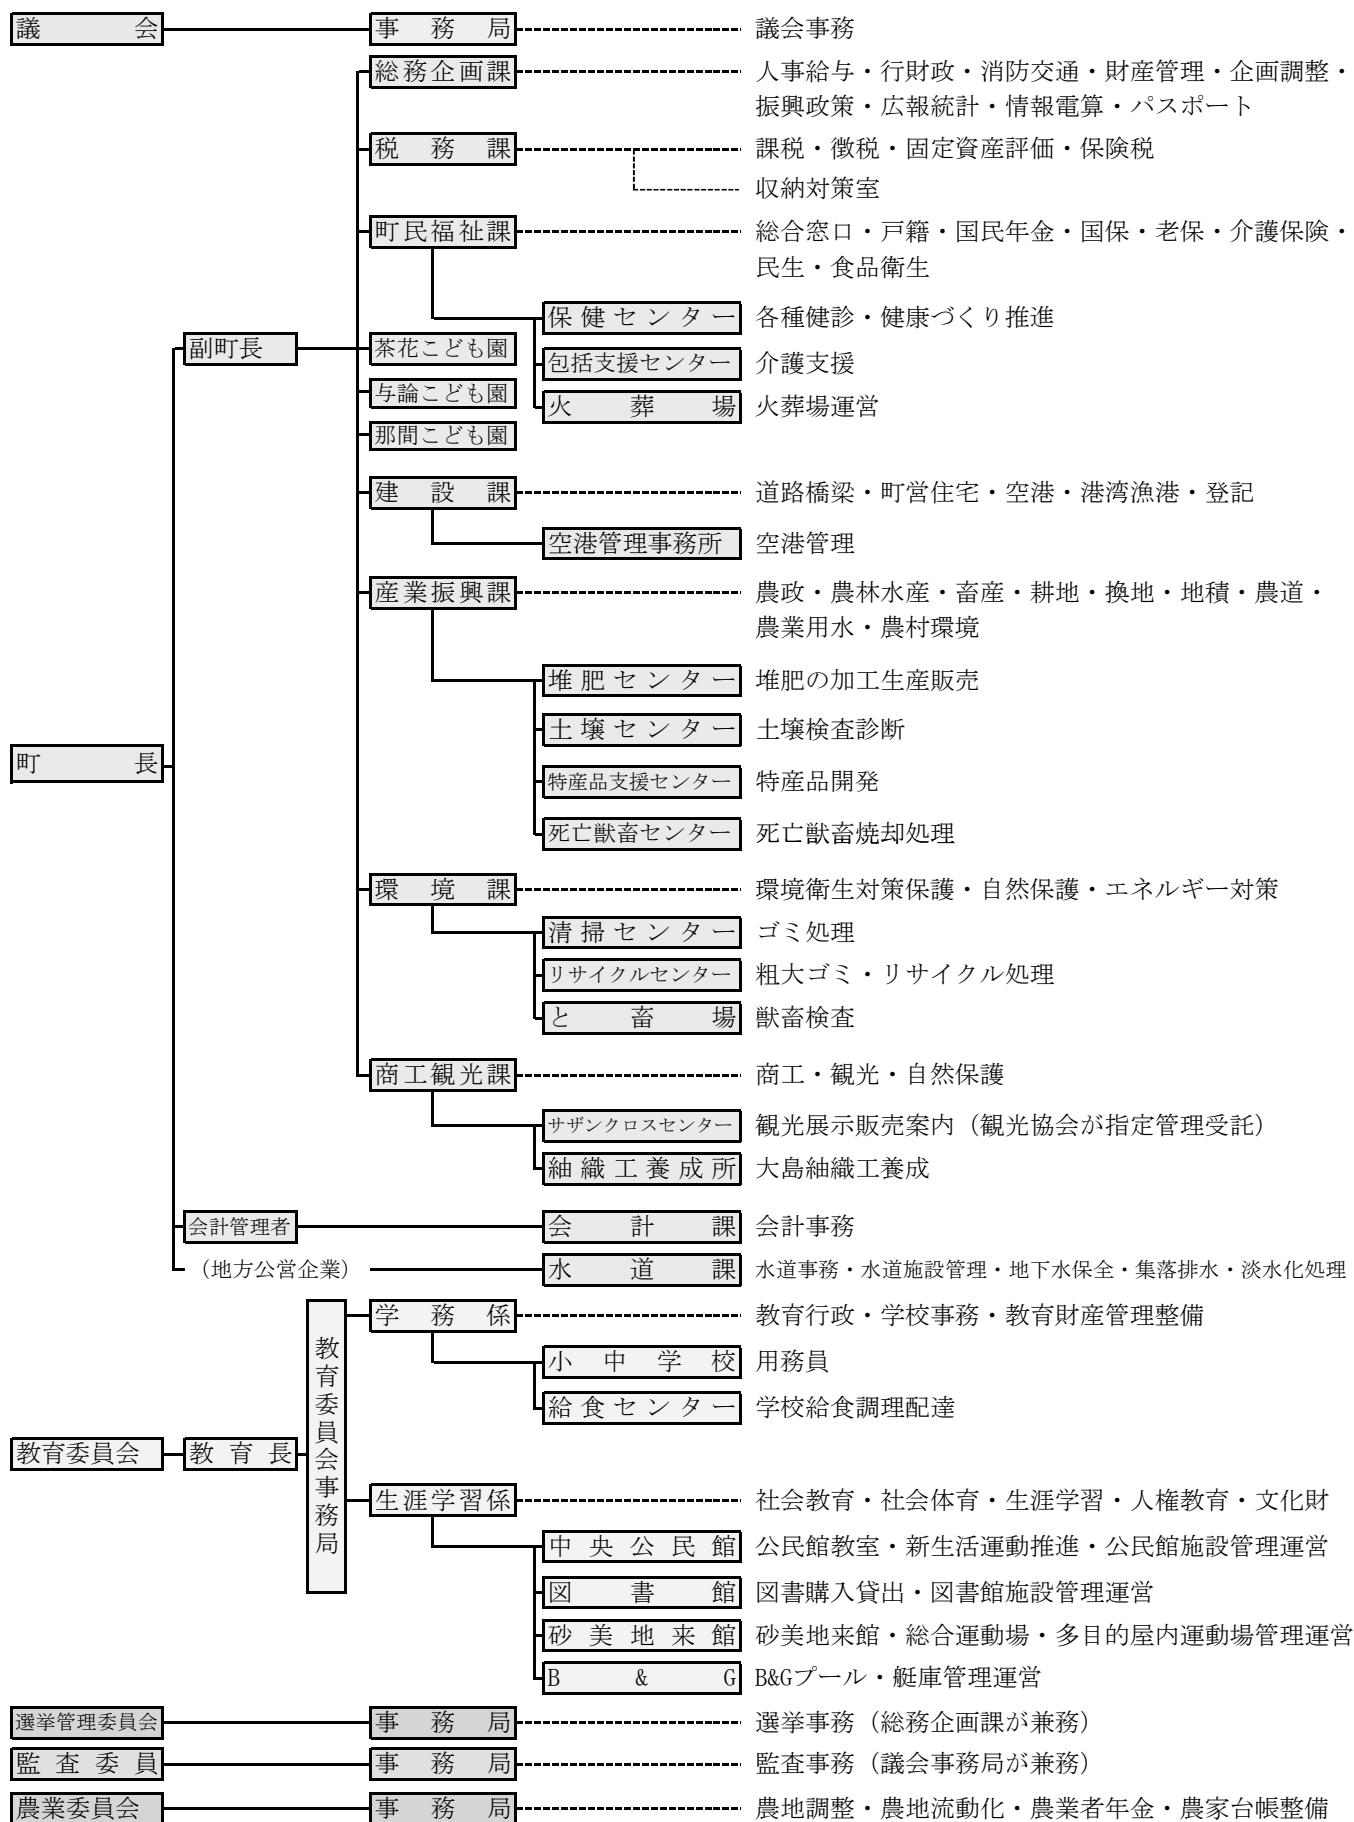 議会 事務局 議会事務
総務企画課 人事給与・行財政・消防交通・財産管理・企画調整・
振興政策・広報統計・情報電算・パスポート
税務課 課税・徴税・固定資産評価・保険税
収納対策室
町民福祉課 総合窓口・戸籍・国民年金・国保・老保・介護保険・
民生・食品衛生
保健センター 各種健診・健康づくり推進
副町長 茶花こども園
包括支援センター 介護支援
与論こども園
火葬場 火葬場運営
那間こども園
建設課 道路橋梁・町営住宅・空港・港湾漁港・登記
空港管理事務所 空港管理
産業振興課 農政・農林水産・畜産・耕地・換地・地積・農道・
農業用水・農村環境
堆肥センター 堆肥の加工生産販売
土壌センター 土壌検査診断
町長
特産品支援センター 特産品開発
死亡獣畜センター 死亡獣畜焼却処理
環境課 環境衛生対策保護・自然保護・エネルギー対策
清掃センター ゴミ処理
リサイクルセンター 粗大ゴミ・リサイクル処理
と畜場 獣畜検査
商工観光課 商工・観光・自然保護
サザンクロスセンター 観光展示販売案内（観光協会が指定管理受託）
紬織工養成所 大島紬織工養成
会計管理者 会計課 会計事務
（地方公営企業） 水道課 水道事務・水道施設管理・地下水保全・集落排水・淡水化処理
学務係 教育行政・学校事務・教育財産管理整備
小中学校 用務員
給食センター 学校給食調理配達
教育委員会 教育長 教育委員会事務局
生涯学習係 社会教育・社会体育・生涯学習・人権教育・文化財
中央公民館 公民館教室・新生活運動推進・公民館施設管理運営
図書館 図書購入貸出・図書館施設管理運営
砂美地来館 砂美地来館・総合運動場・多目的屋内運動場管理運営
B&G B&Gプール・艇庫管理運営
選挙管理委員会 事務局 選挙事務（総務企画課が兼務）
監査委員 事務局 監査事務（議会事務局が兼務）
農業委員会 事務局 農地調整・農地流動化・農業者年金・農家台帳整備